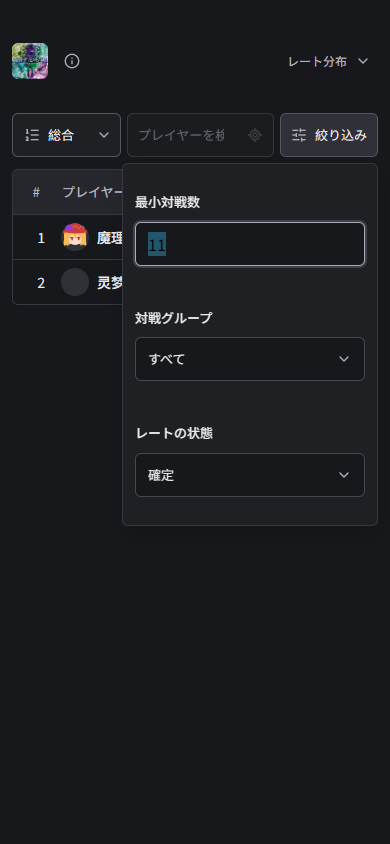 レート分布
総合
プレイヤーを検
絞り込み
# プレイヤー
1 魔理
2 灵梦
最小対戦数
11
対戦グループ
すべて
レートの状態
確定